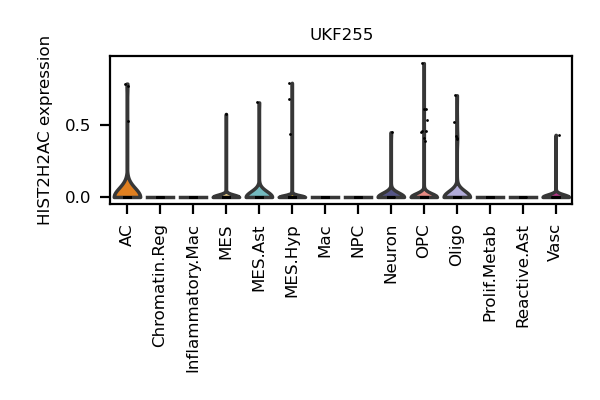 UKF255
HIST2H2AC expression
0.5
0.0
AC
Chromatin.Reg
Inflammatory.Mac
MES
MES.Ast
MES.Hyp
Mac
NPC
Neuron
OPC
Oligo
Prolif.Metab
Reactive.Ast
Vasc